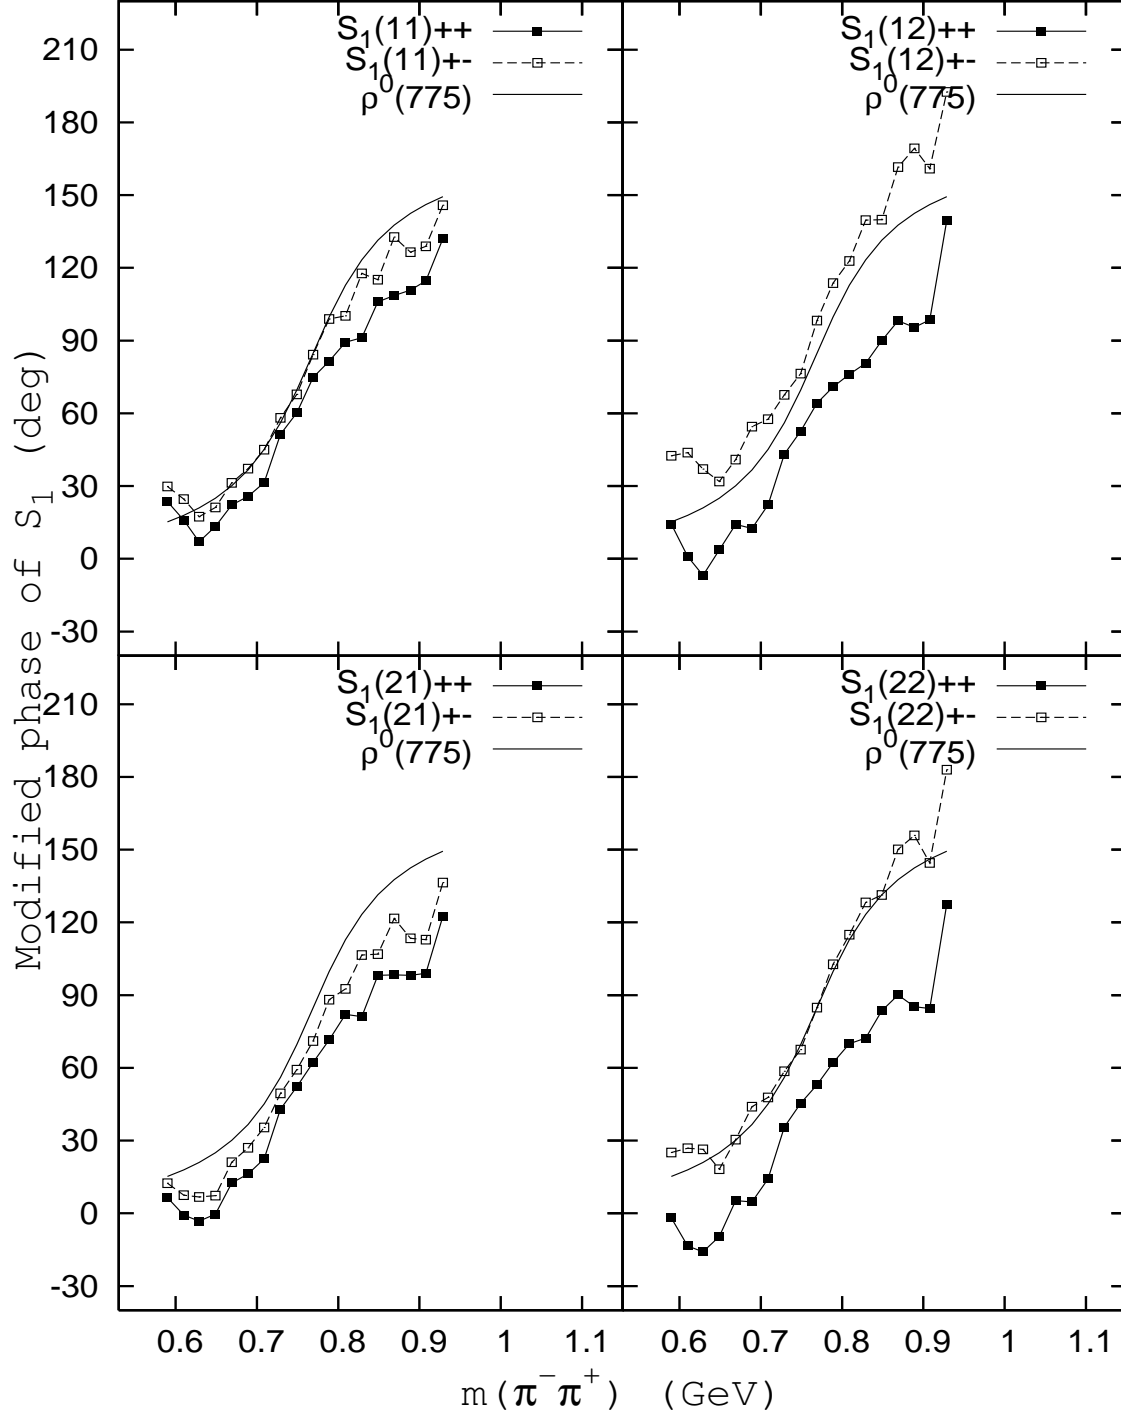 S₁(11)++
S₁(11)+-
ρ⁰(775)
S₁(12)++
S₁(12)+-
ρ⁰(775)
210
180
150
120
90
60
30
0
-30
S₁(21)++
S₁(21)+-
ρ⁰(775)
S₁(22)++
S₁(22)+-
ρ⁰(775)
210
180
150
120
90
60
30
0
-30
Modified phase of S₁ (deg)
0.6 0.7 0.8 0.9 1 1.1
0.6 0.7 0.8 0.9 1 1.1
m(π⁻π⁺) (GeV)